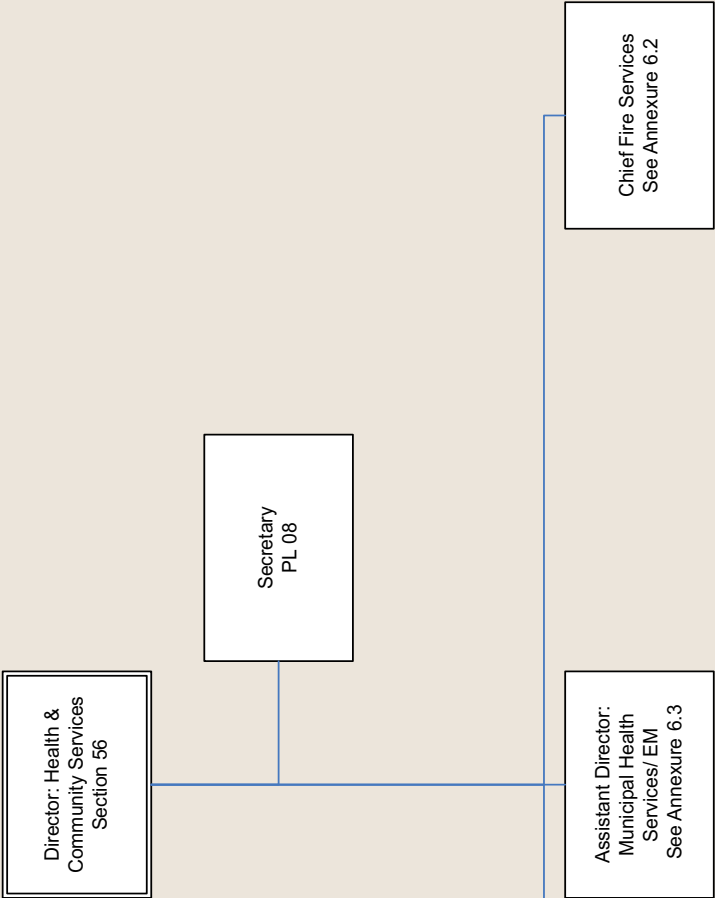 Director: Health &
Community Services
Section 56
Secretary
PL 08
Assistant Director:
Municipal Health
Services/ EM
See Annexure 6.3
Chief Fire Services
See Annexure 6.2